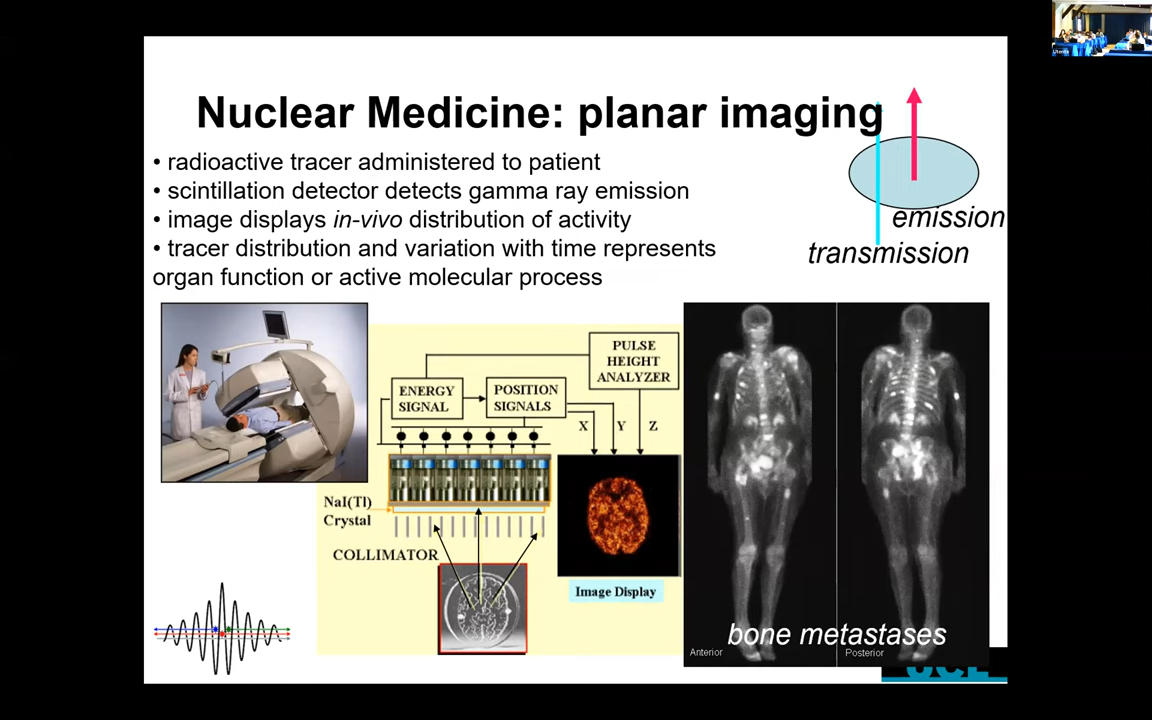 Nuclear Medicine: planar imaging
• radioactive tracer administered to patient
• scintillation detector detects gamma ray emission
• image displays in-vivo distribution of activity
• tracer distribution and variation with time represents
organ function or active molecular process
emission
transmission
PULSE
HEIGHT
ANALYZER
ENERGY
SIGNAL
POSITION
SIGNALS
X
Y
Z
NaI(Tl)
Crystal
COLLIMATOR
Image Display
bone metastases
Anterior
Posterior
UCL